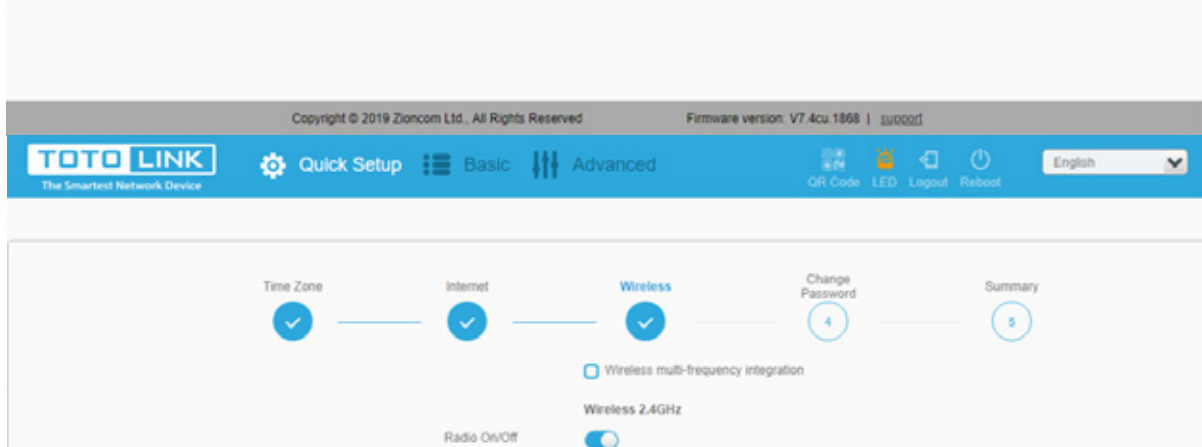 Copyright © 2019 Zioncom Ltd., All Rights Reserved Firmware version: V7.4cu.1868 | support
TOTO LINK
The Smartest Network Device
Quick Setup Basic Advanced
QR Code LED Logout Reboot
English
Time Zone Internet Wireless Change Password Summary
4 5
Wireless multi-frequency integration
Wireless 2.4GHz
Radio On/Off